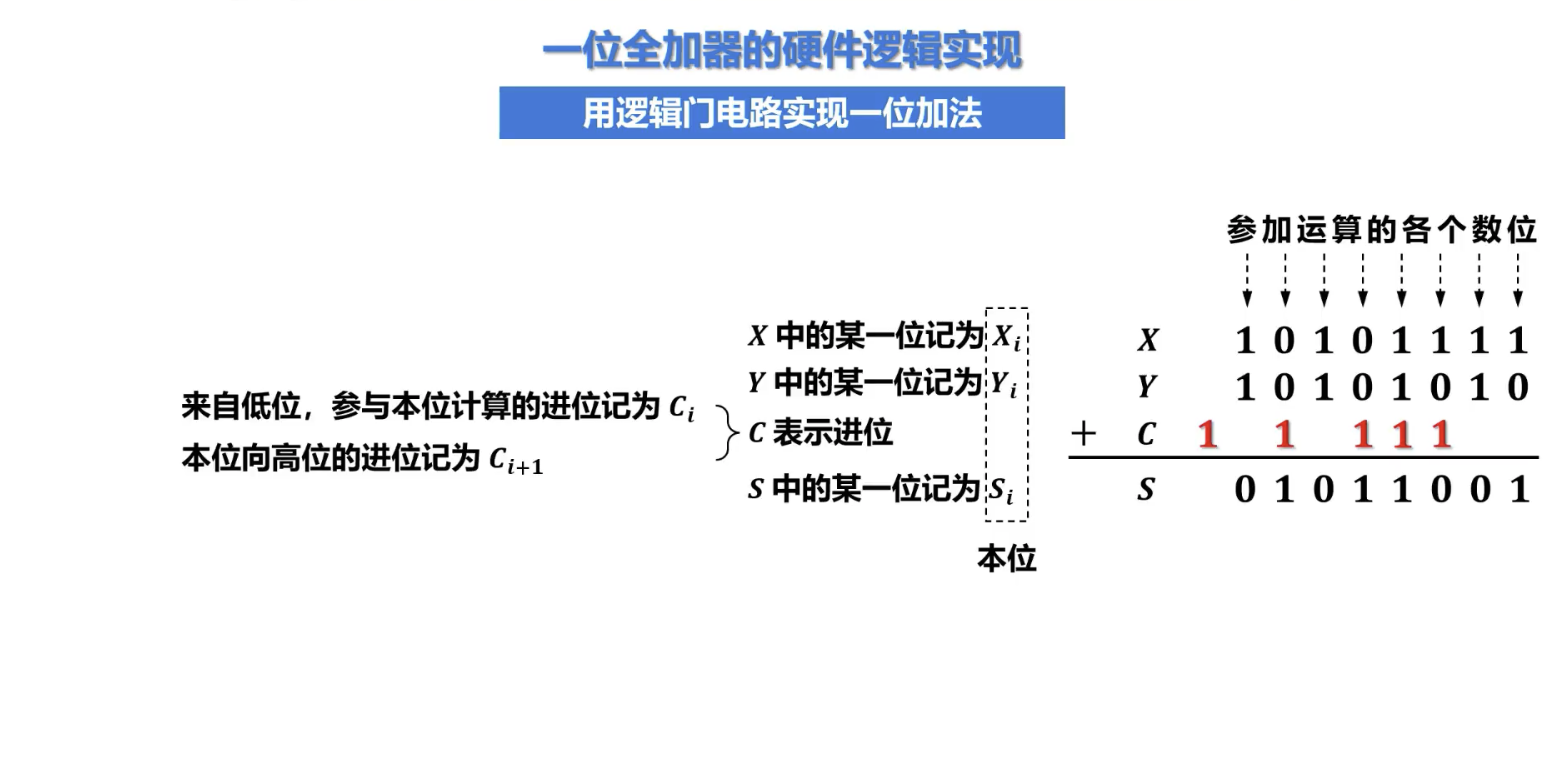 一位全加器的硬件逻辑实现
用逻辑门电路实现一位加法
参加运算的各个数位
X 中的某一位记为 Xᵢ
Y 中的某一位记为 Yᵢ
来自低位，参与本位计算的进位记为 Cᵢ
本位向高位的进位记为 Cᵢ₊₁
C 表示进位
S 中的某一位记为 Sᵢ
本位
X 1 0 1 0 1 1 1 1
Y 1 0 1 0 1 0 1 0
+ C 1 1 1 1 1
S 0 1 0 1 1 0 0 1